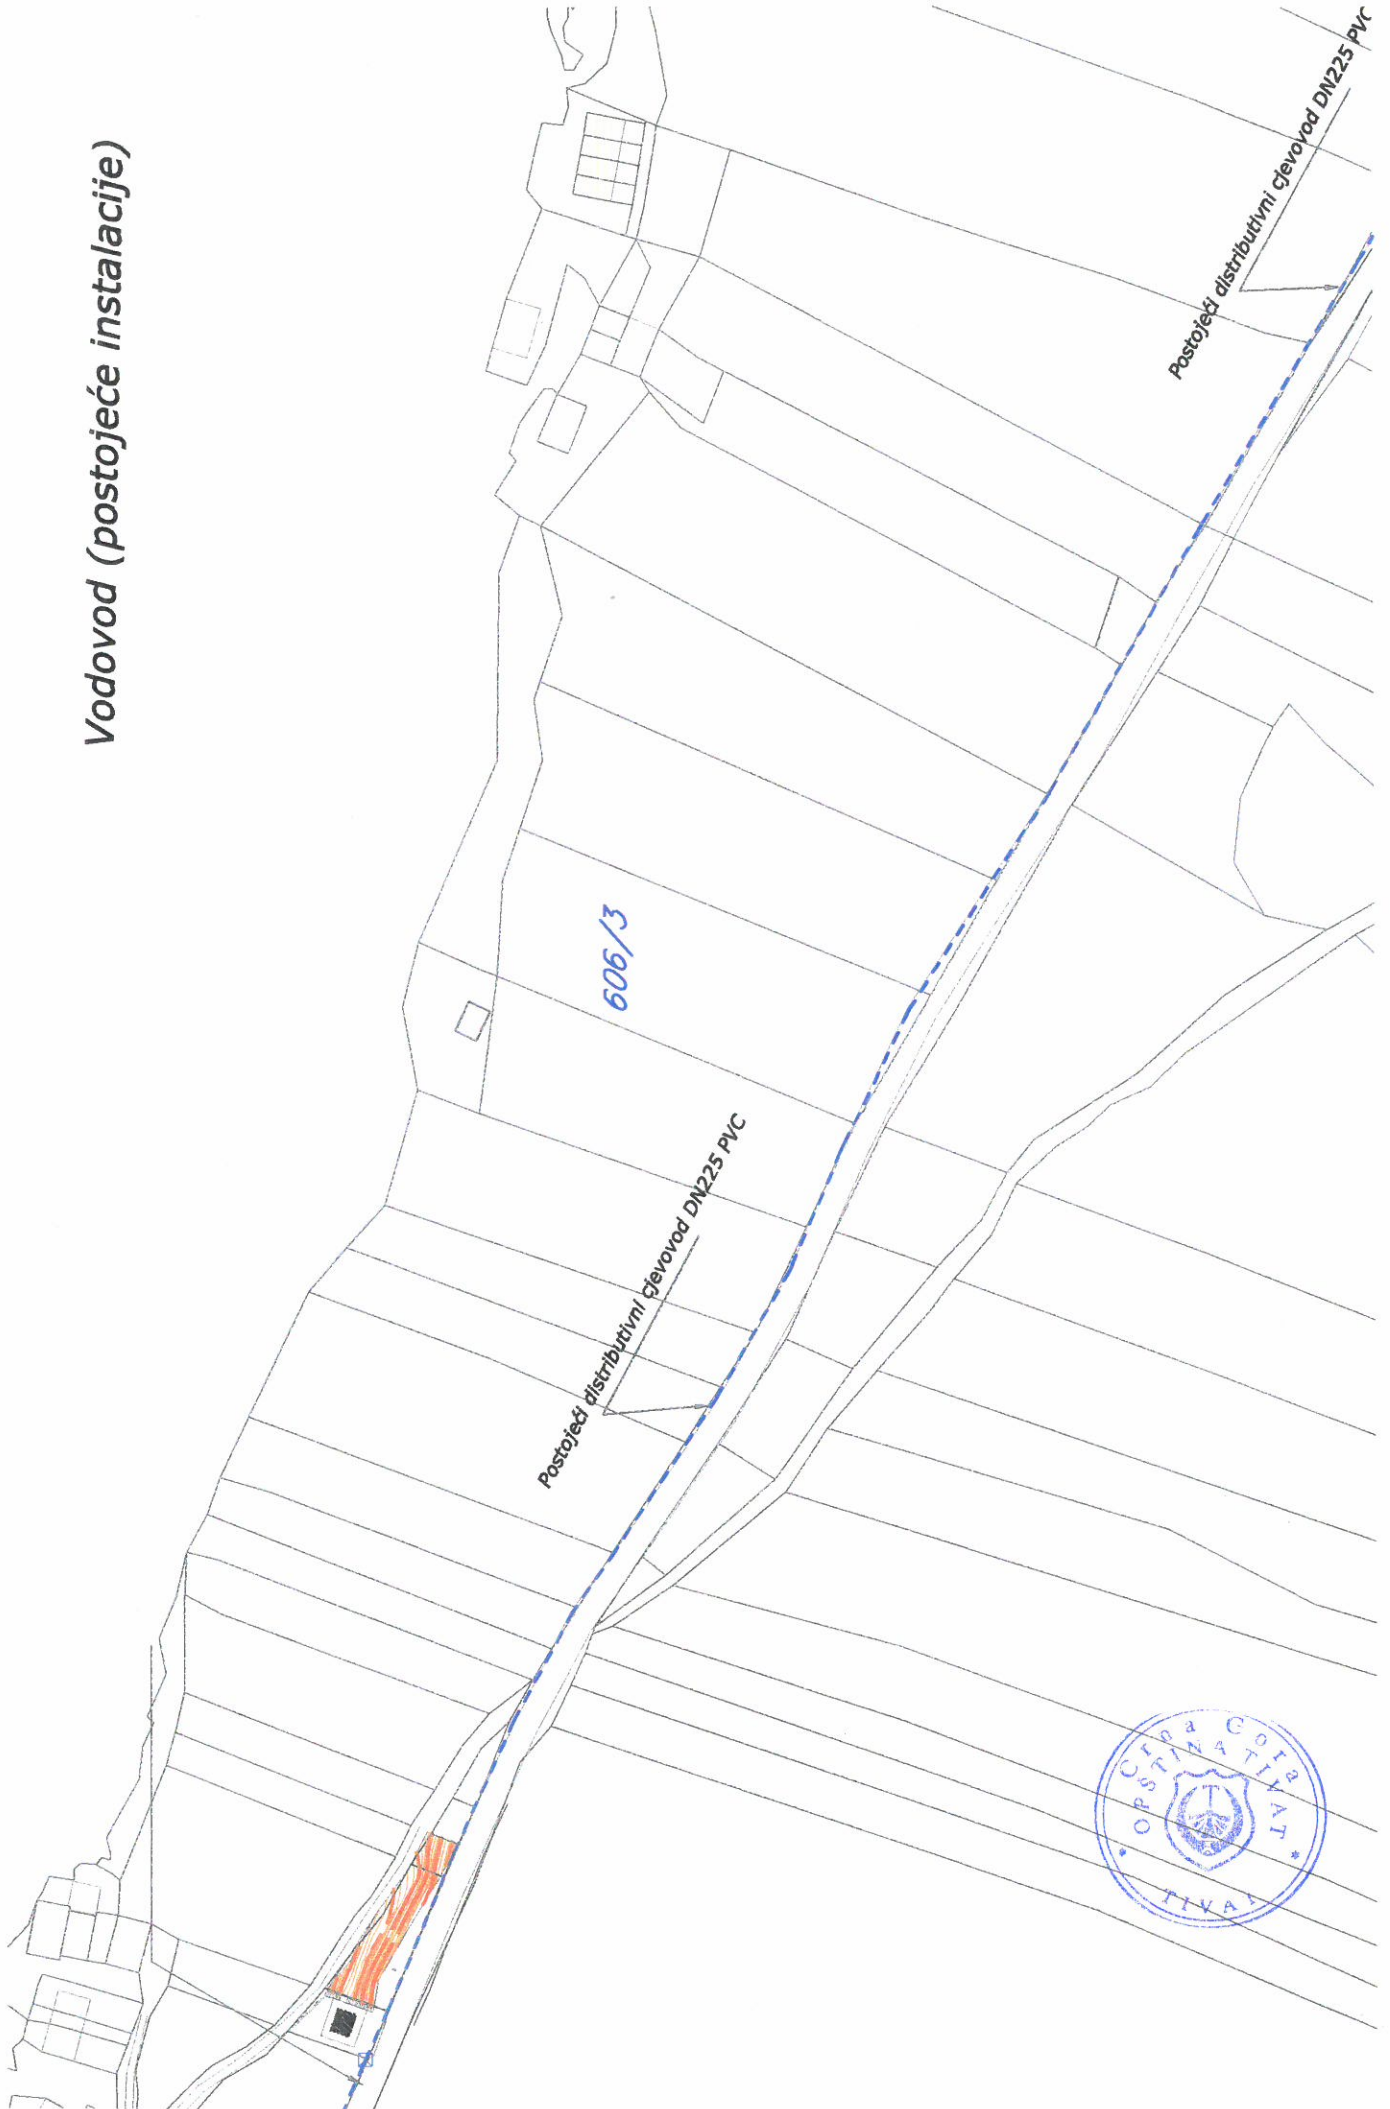 Vodovod (postojeće instalacije)
Postojeći distributivni cjevovod DN225 PVC
606/3
Postojeći distributivni cjevovod DN225 PVC
Crna Gora
OPŠTINA TIVAT
TIVAT